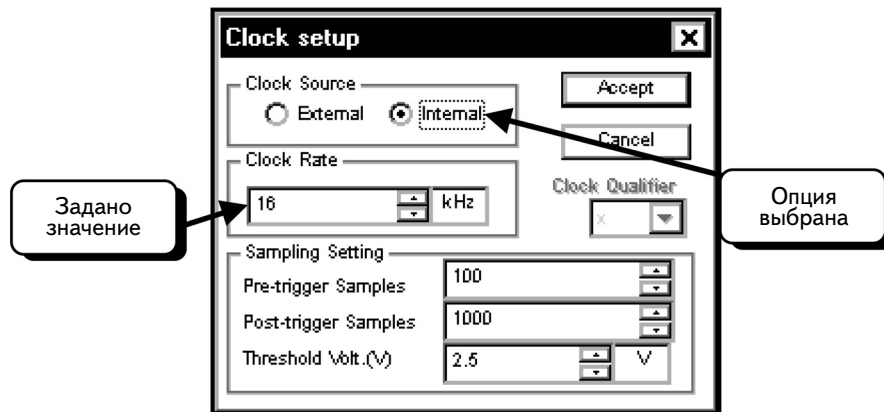 Clock setup
Clock Source
External
Internal
Accept
Cancel
Clock Rate
16
kHz
Clock Qualifier
x
Задано
значение
Опция
выбрана
Sampling Setting
Pre-trigger Samples
100
Post-trigger Samples
1000
Threshold Volt.(V)
2.5
V